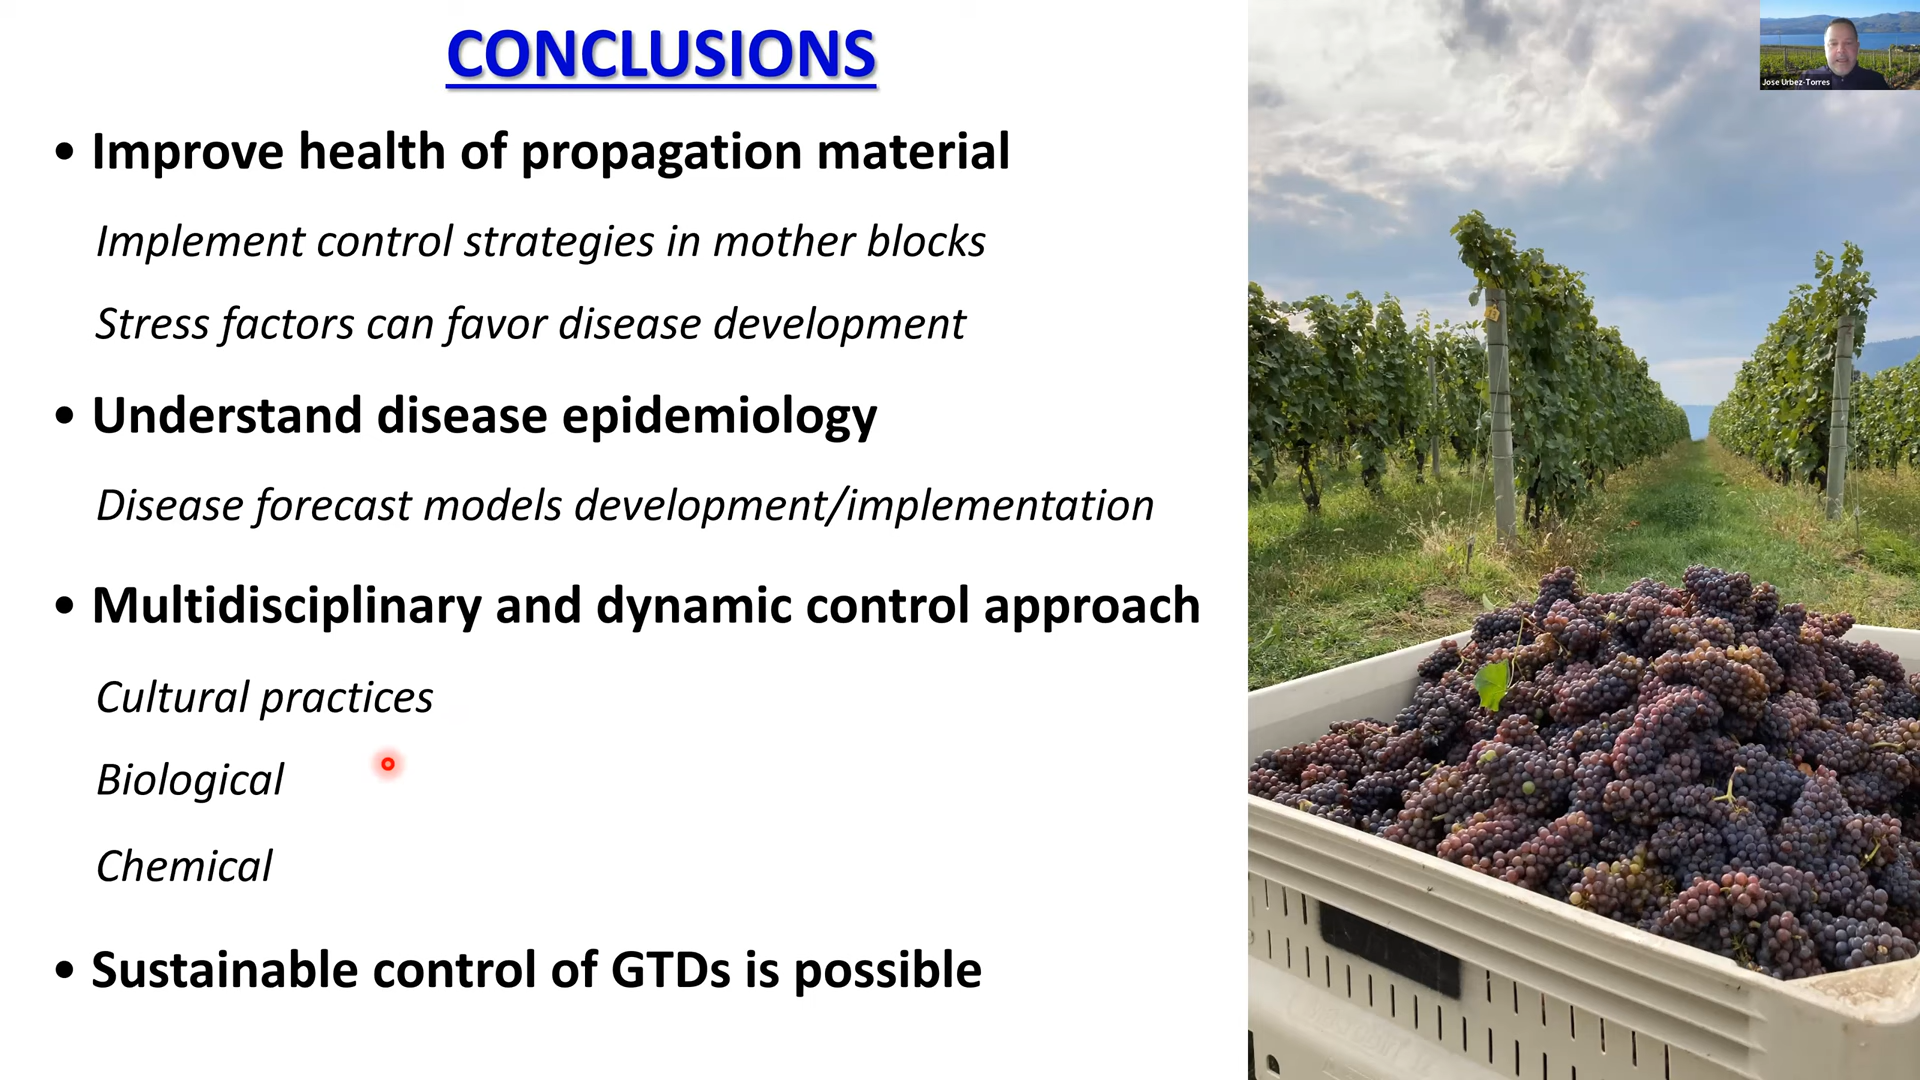 CONCLUSIONS
Jose Urbez-Torres
• Improve health of propagation material
Implement control strategies in mother blocks
Stress factors can favor disease development
• Understand disease epidemiology
Disease forecast models development/implementation
• Multidisciplinary and dynamic control approach
Cultural practices
Biological
Chemical
• Sustainable control of GTDs is possible